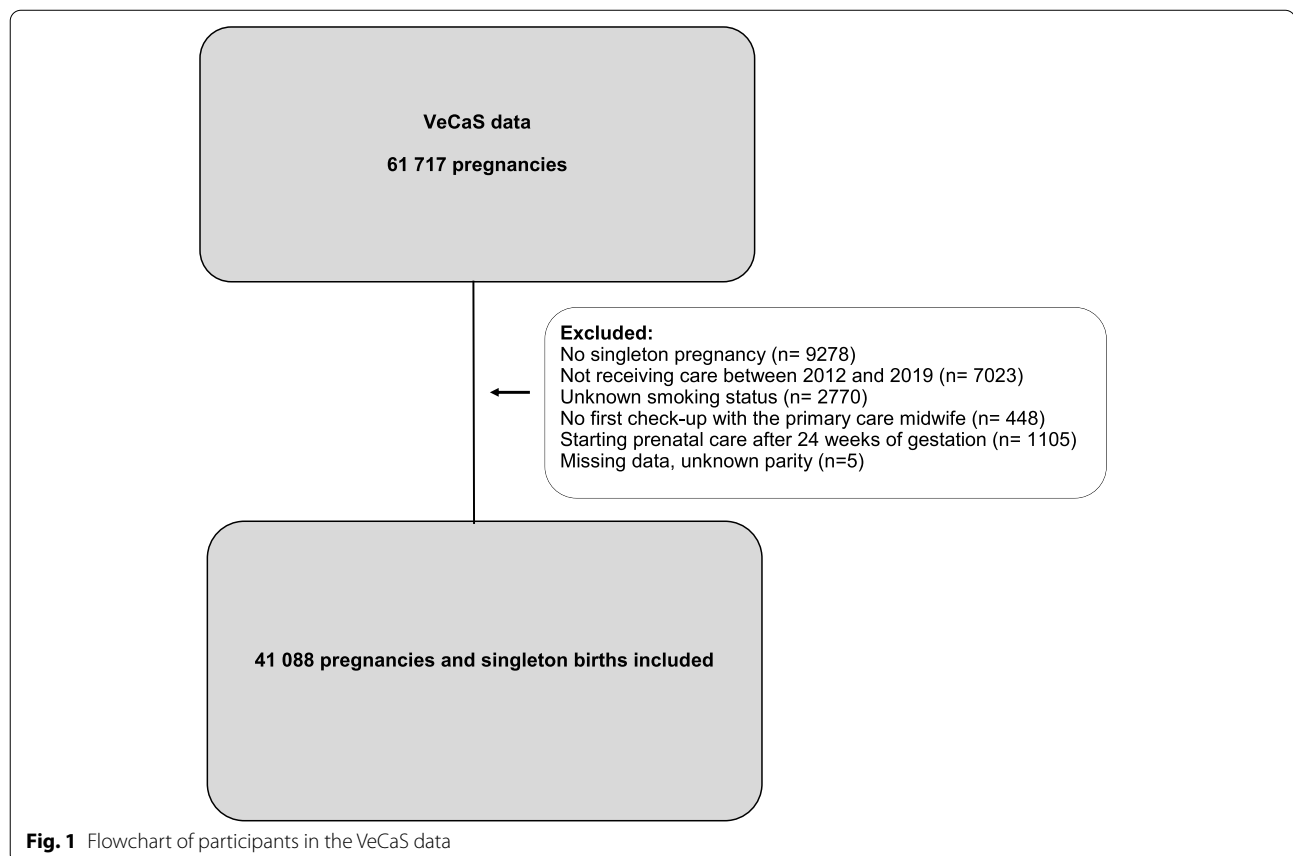 VeCaS data
61 717 pregnancies
Excluded:
No singleton pregnancy (n= 9278)
Not receiving care between 2012 and 2019 (n= 7023)
Unknown smoking status (n= 2770)
No first check-up with the primary care midwife (n= 448)
Starting prenatal care after 24 weeks of gestation (n= 1105)
Missing data, unknown parity (n=5)
41 088 pregnancies and singleton births included
Fig. 1 Flowchart of participants in the VeCaS data